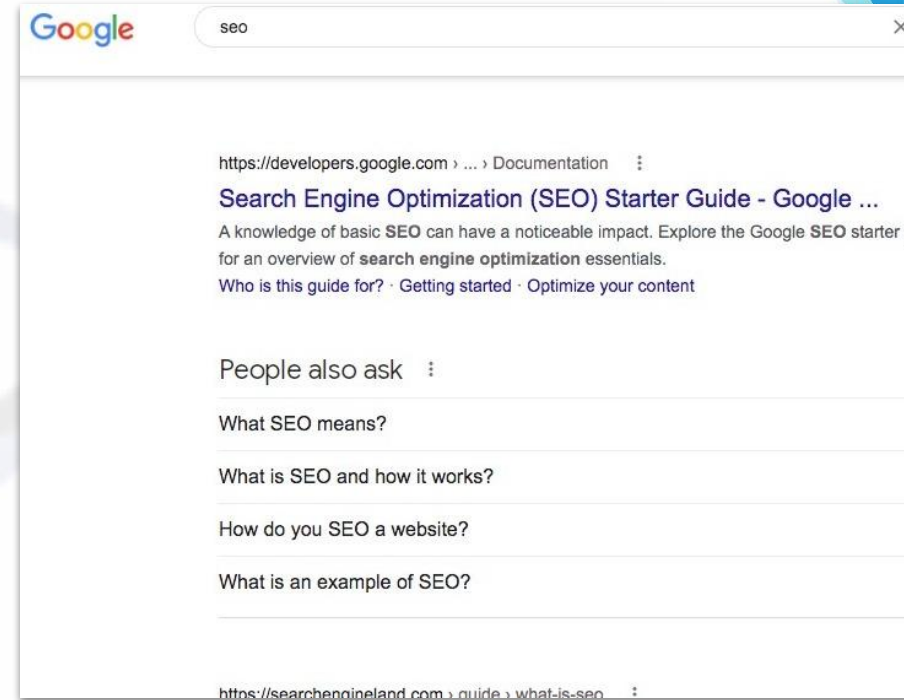 Google
seo
https://developers.google.com › ... › Documentation
Search Engine Optimization (SEO) Starter Guide - Google ...
A knowledge of basic SEO can have a noticeable impact. Explore the Google SEO starter
for an overview of search engine optimization essentials.
Who is this guide for? · Getting started · Optimize your content
People also ask
What SEO means?
What is SEO and how it works?
How do you SEO a website?
What is an example of SEO?
https://searchengineland.com › guide › what-is-seo